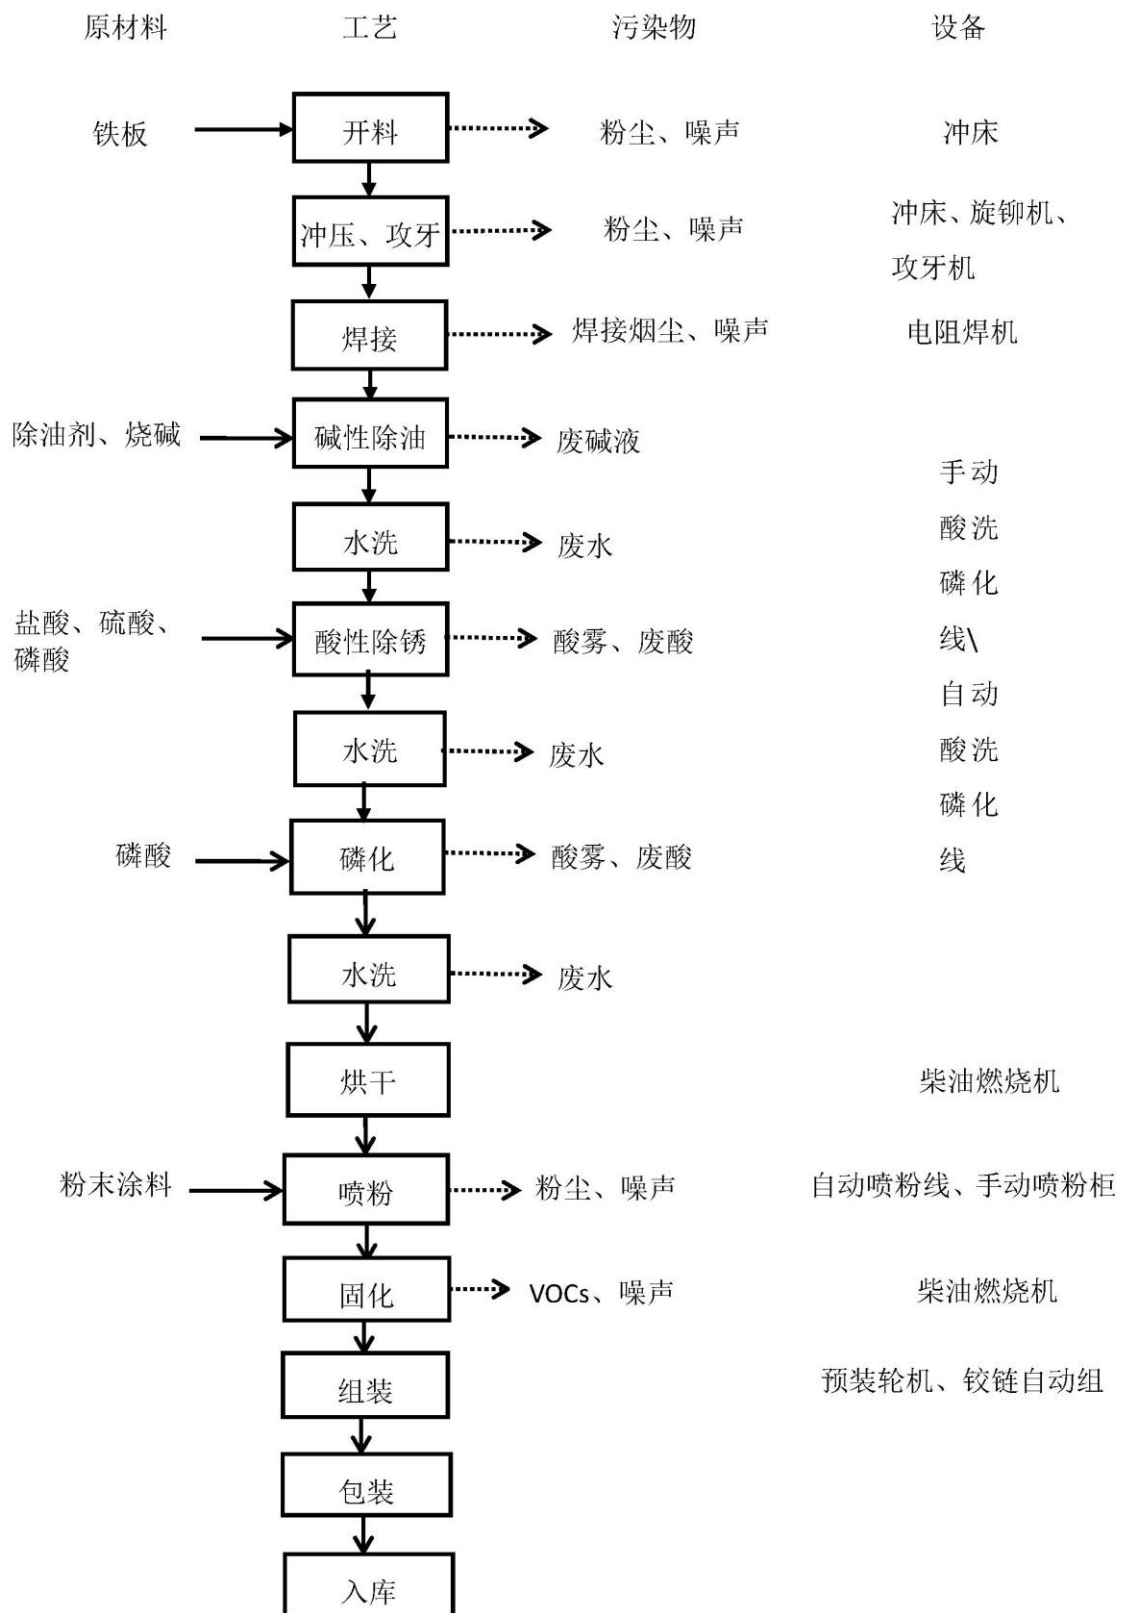 原材料 工艺 污染物 设备
铁板 开料 粉尘、噪声 冲床
冲压、攻牙 粉尘、噪声 冲床、旋铆机、
攻牙机
焊接 焊接烟尘、噪声 电阻焊机
除油剂、烧碱 碱性除油 废碱液
手动
水洗 废水 酸洗
磷化
盐酸、硫酸、
磷酸
酸性除锈 酸雾、废酸 线\
自动
水洗 废水 酸洗
磷化
磷酸 磷化 酸雾、废酸 线
水洗 废水
烘干 柴油燃烧机
粉末涂料 喷粉 粉尘、噪声 自动喷粉线、手动喷粉柜
固化 VOCs、噪声 柴油燃烧机
组装 预装轮机、铰链自动组
包装
入库